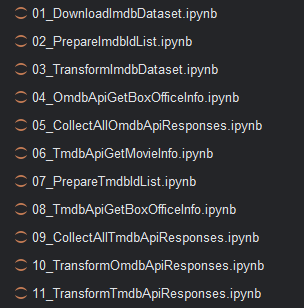 01_DownloadImdbDataset.ipynb
02_PrepareImdbIdList.ipynb
03_TransformImdbDataset.ipynb
04_OmdbApiGetBoxOfficeInfo.ipynb
05_CollectAllOmdbApiResponses.ipynb
06_TmdbApiGetMovieInfo.ipynb
07_PrepareTmdbIdList.ipynb
08_TmdbApiGetBoxOfficeInfo.ipynb
09_CollectAllTmdbApiResponses.ipynb
10_TransformOmdbApiResponses.ipynb
11_TransformTmdbApiResponses.ipynb